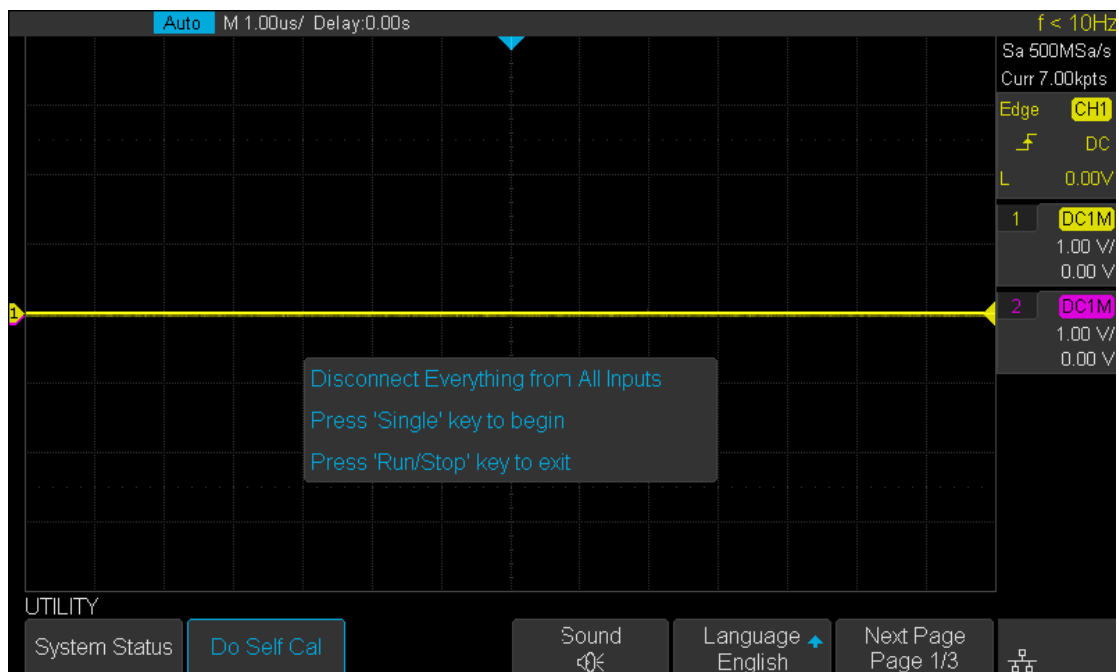 Auto M 1.00us/ Delay:0.00s f < 10Hz
Sa 500MSa/s
Curr 7.00kpts
Edge CH1
DC
L 0.00V
1 DC1M
1.00 V/
0.00 V
1
2 DC1M
1.00 V/
0.00 V
Disconnect Everything from All Inputs
Press 'Single' key to begin
Press 'Run/Stop' key to exit
UTILITY
System Status
Do Self Cal
Sound
Language
English
Next Page
Page 1/3